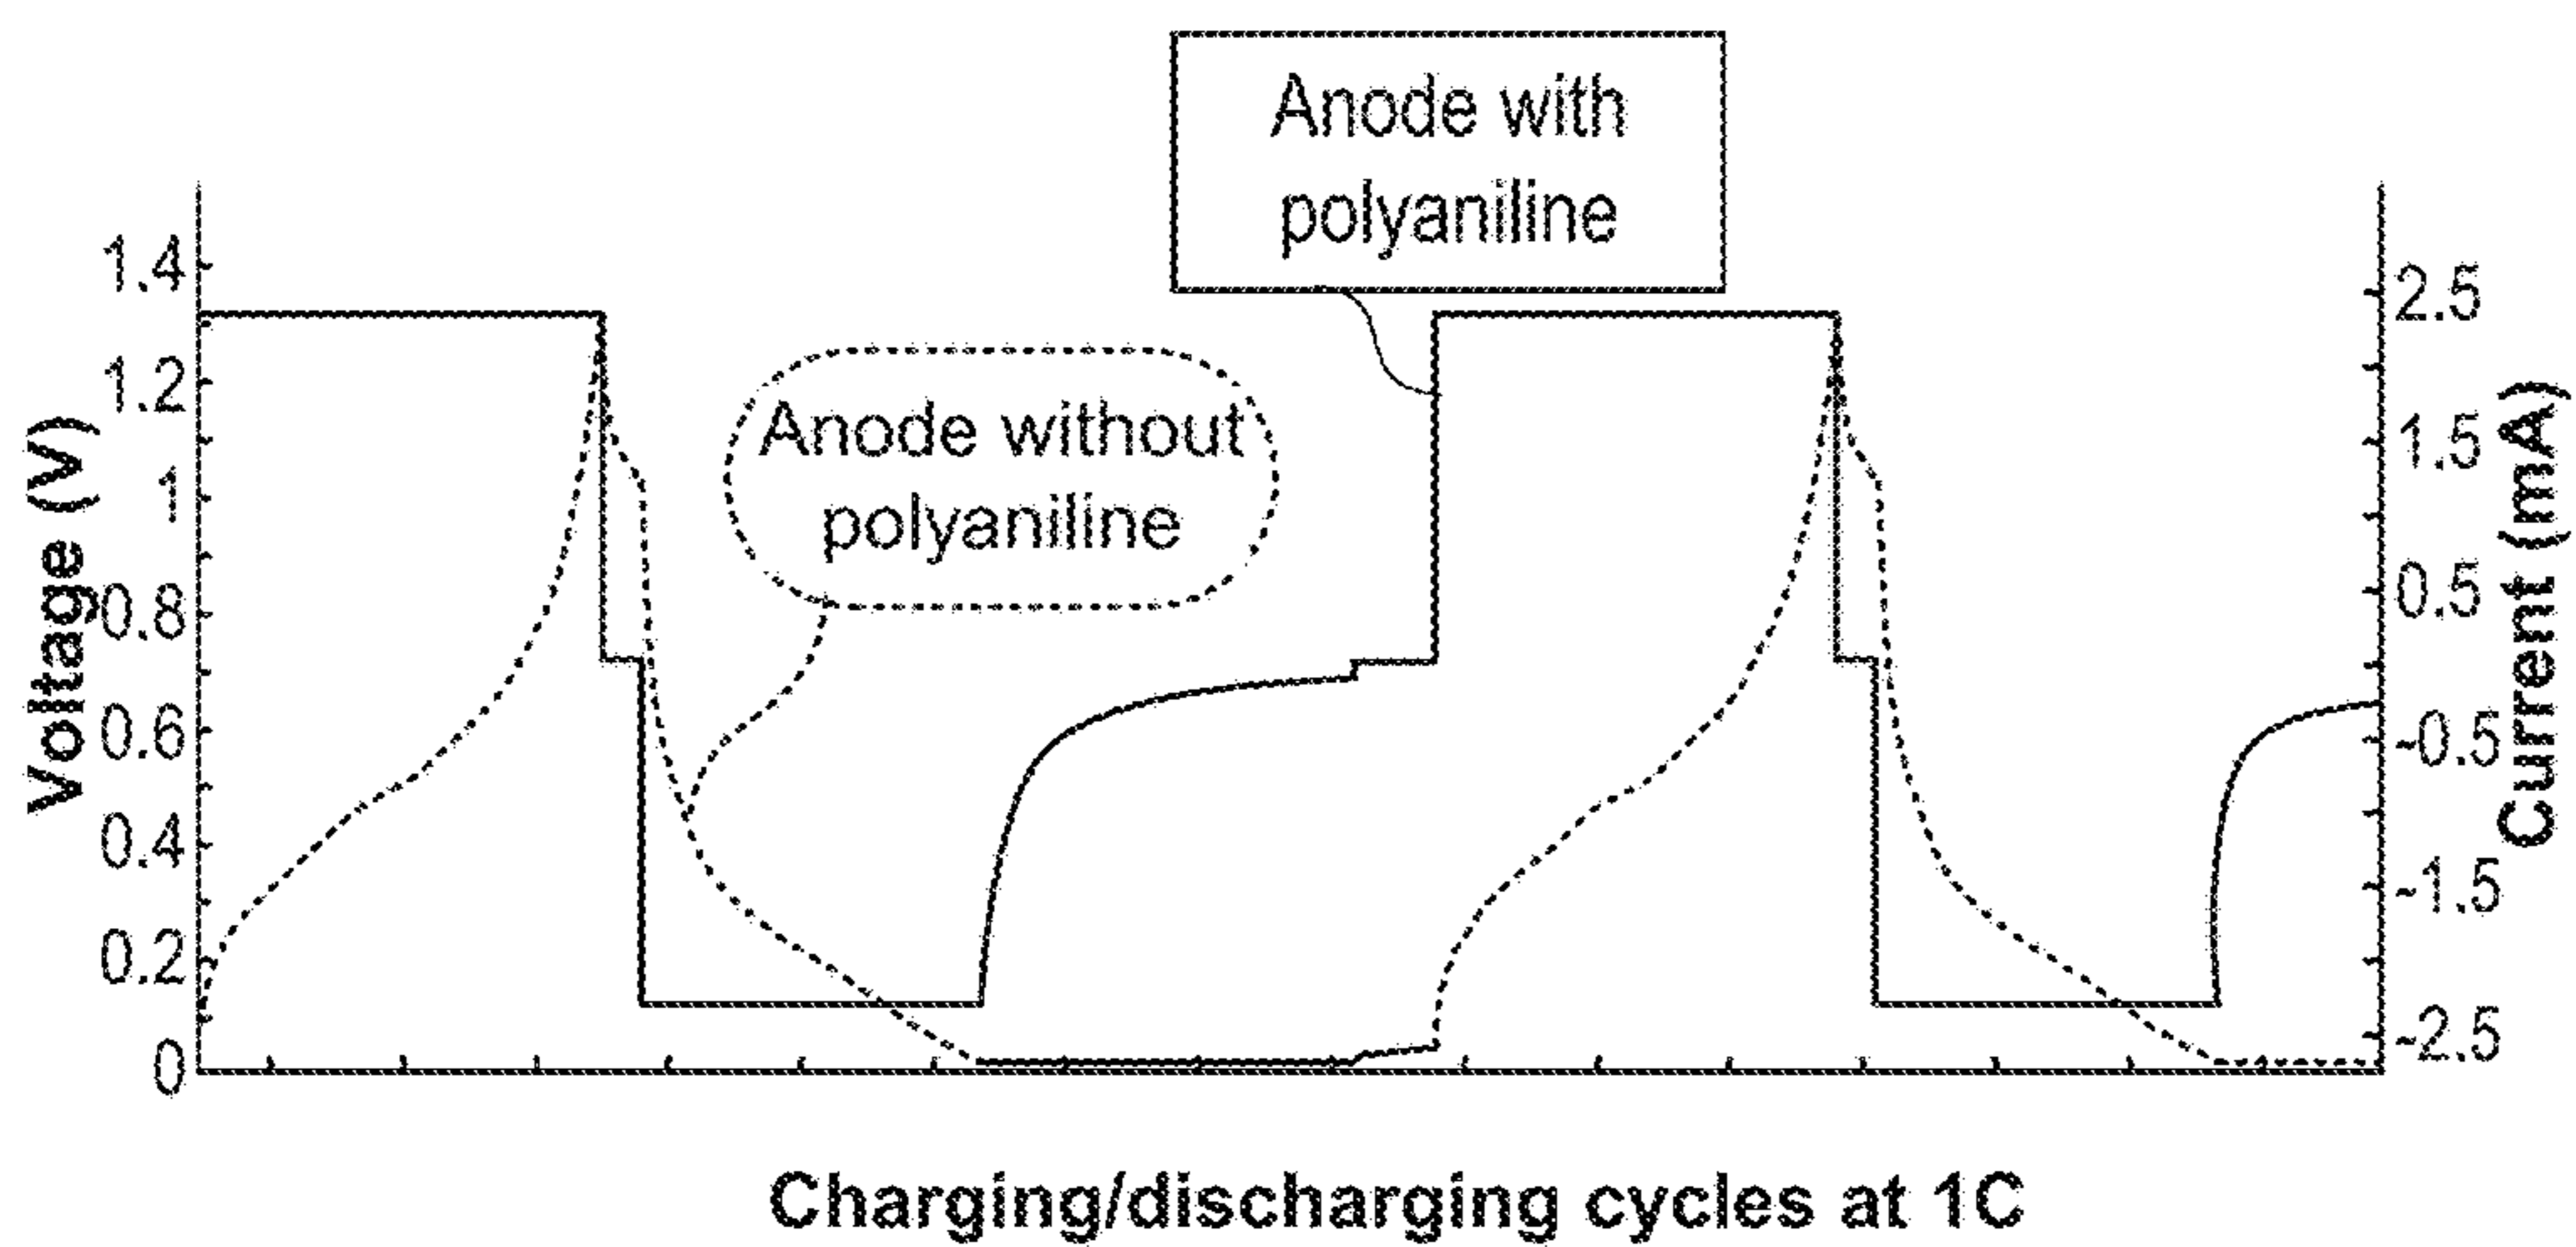 Anode with
polyaniline
Anode without
polyaniline
Voltage (V)
1.4
1.2
1
0.8
0.6
0.4
0.2
0
Current (mA)
2.5
1.5
0.5
-0.5
-1.5
-2.5
Charging/discharging cycles at 1C